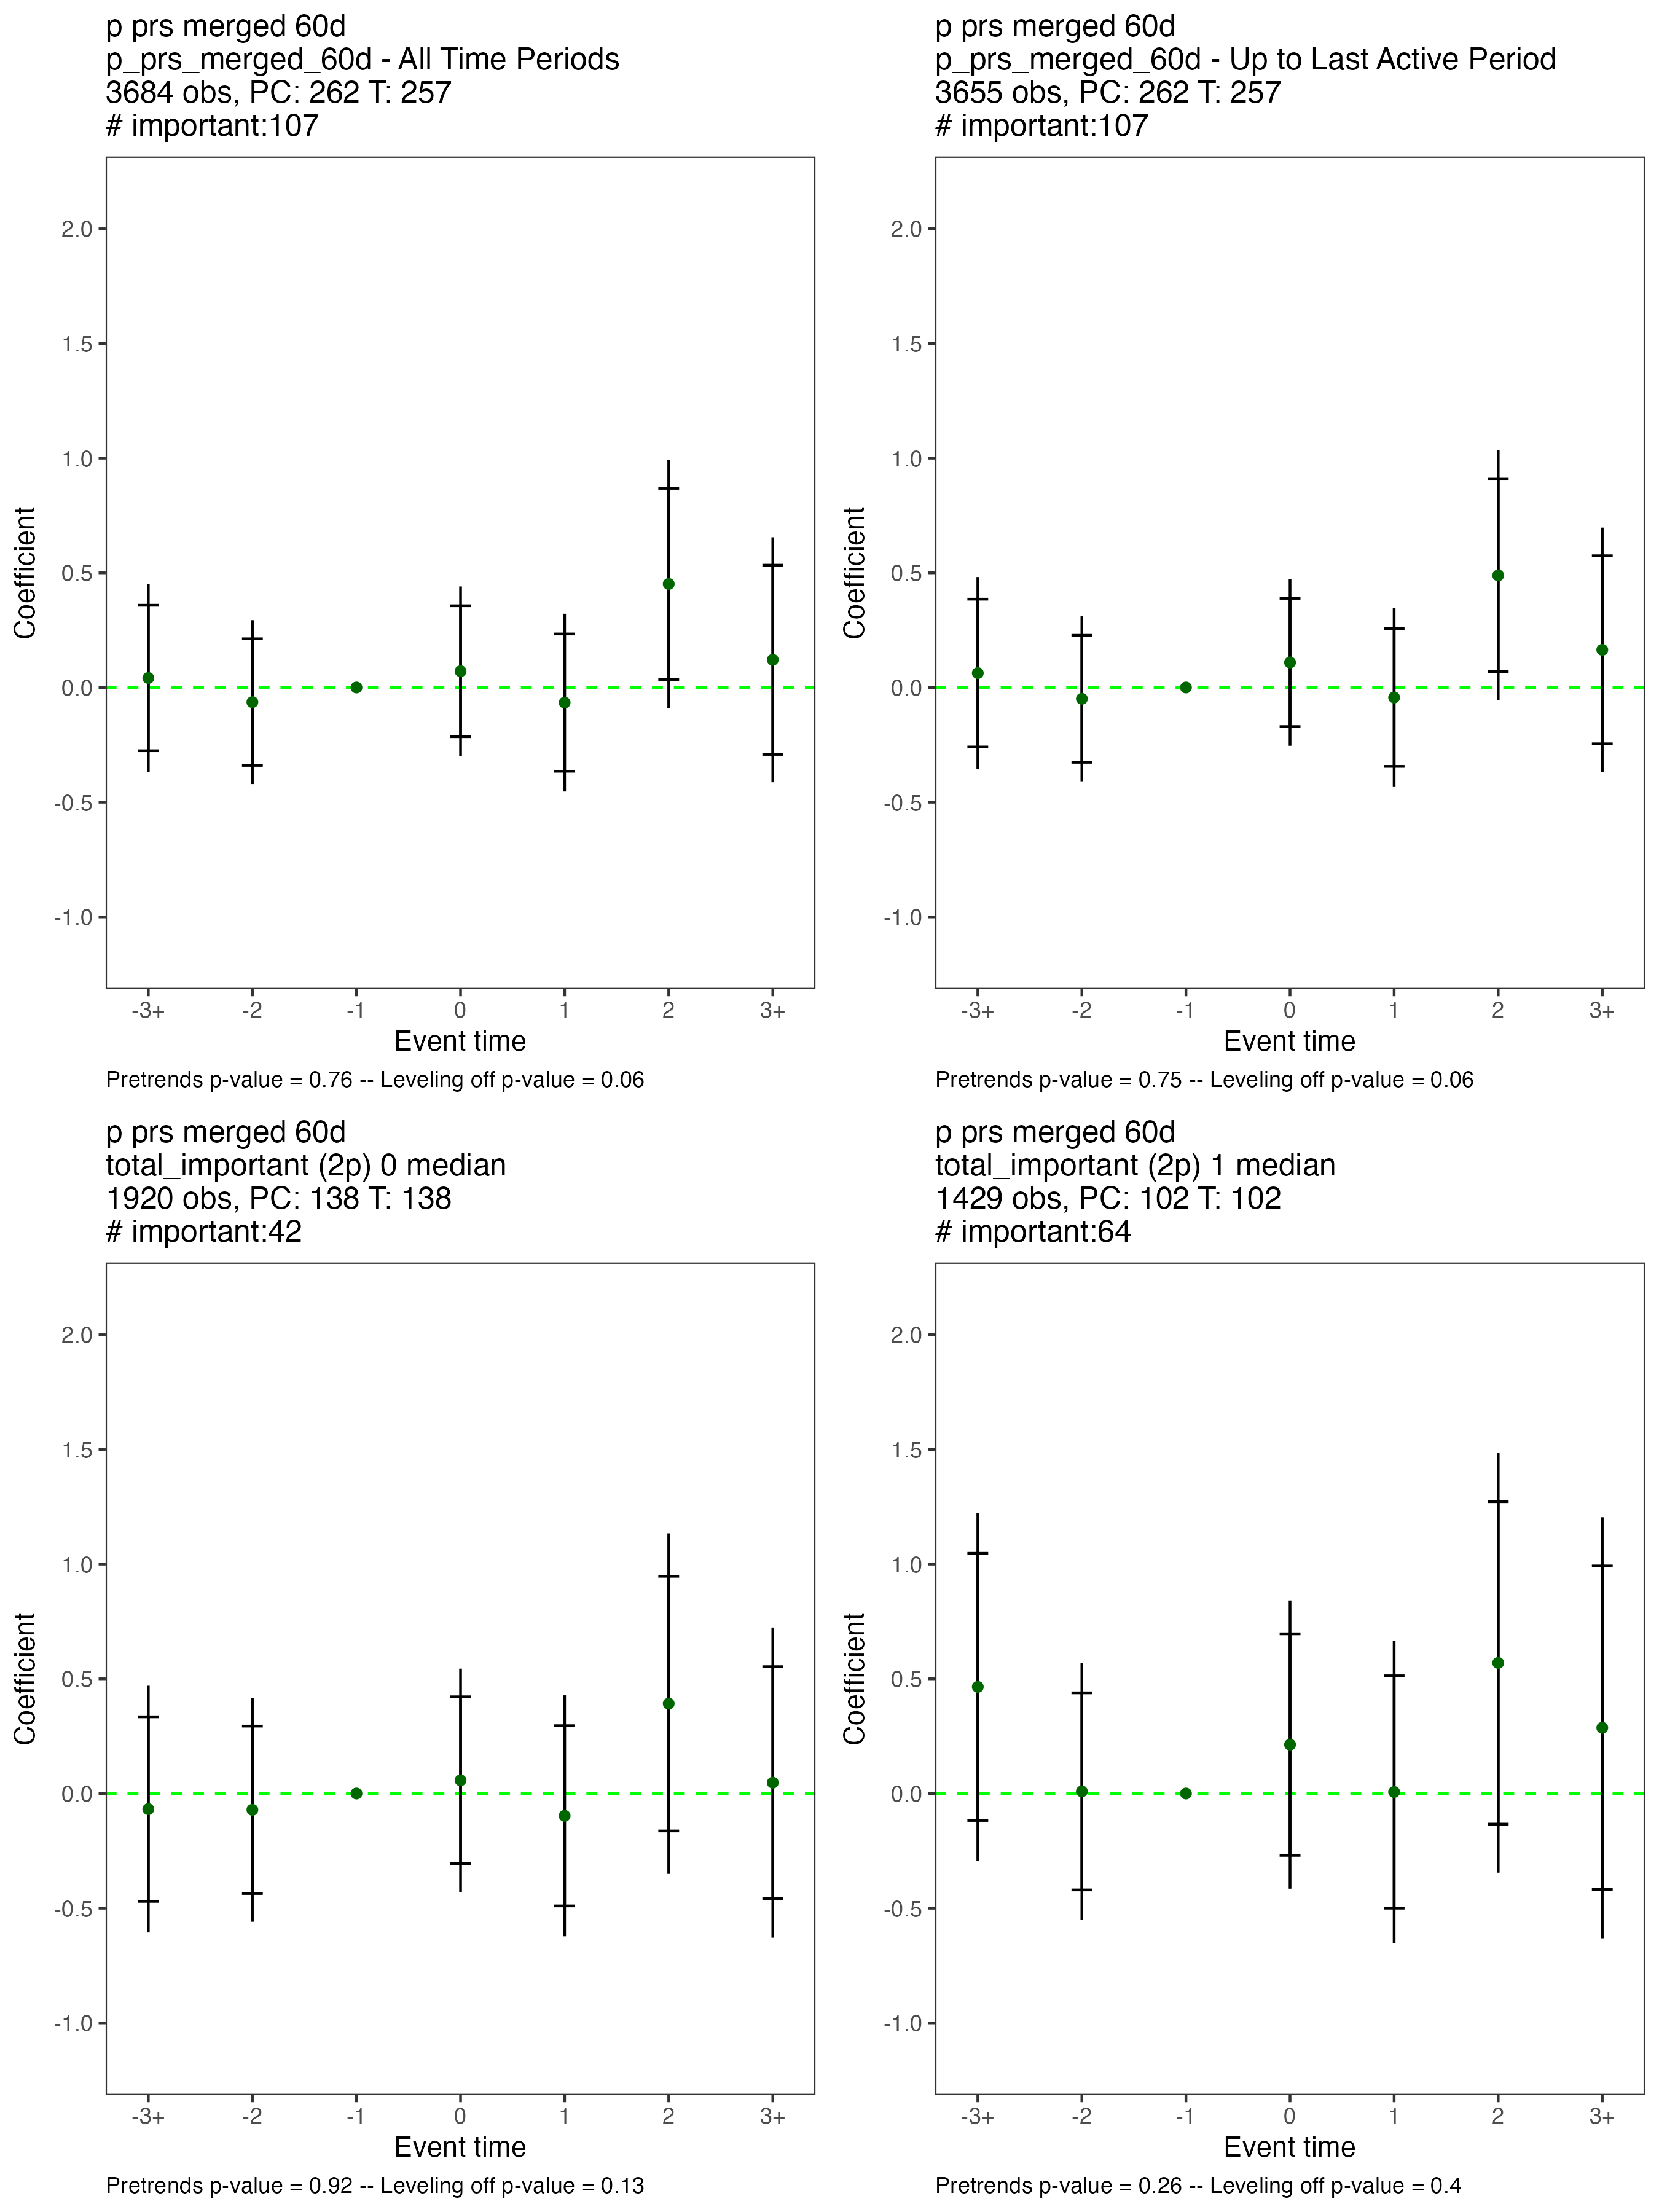 p prs merged 60d
p_prs_merged_60d - All Time Periods
3684 obs, PC: 262 T: 257
# important:107
2.0
1.5
1.0
0.5
0.0
-0.5
-1.0
Coefficient
-3+ -2 -1 0 1 2 3+
Event time
Pretrends p-value = 0.76 -- Leveling off p-value = 0.06
p prs merged 60d
p_prs_merged_60d - Up to Last Active Period
3655 obs, PC: 262 T: 257
# important:107
2.0
1.5
1.0
0.5
0.0
-0.5
-1.0
Coefficient
-3+ -2 -1 0 1 2 3+
Event time
Pretrends p-value = 0.75 -- Leveling off p-value = 0.06
p prs merged 60d
total_important (2p) 0 median
1920 obs, PC: 138 T: 138
# important:42
2.0
1.5
1.0
0.5
0.0
-0.5
-1.0
Coefficient
-3+ -2 -1 0 1 2 3+
Event time
Pretrends p-value = 0.92 -- Leveling off p-value = 0.13
p prs merged 60d
total_important (2p) 1 median
1429 obs, PC: 102 T: 102
# important:64
2.0
1.5
1.0
0.5
0.0
-0.5
-1.0
Coefficient
-3+ -2 -1 0 1 2 3+
Event time
Pretrends p-value = 0.26 -- Leveling off p-value = 0.4